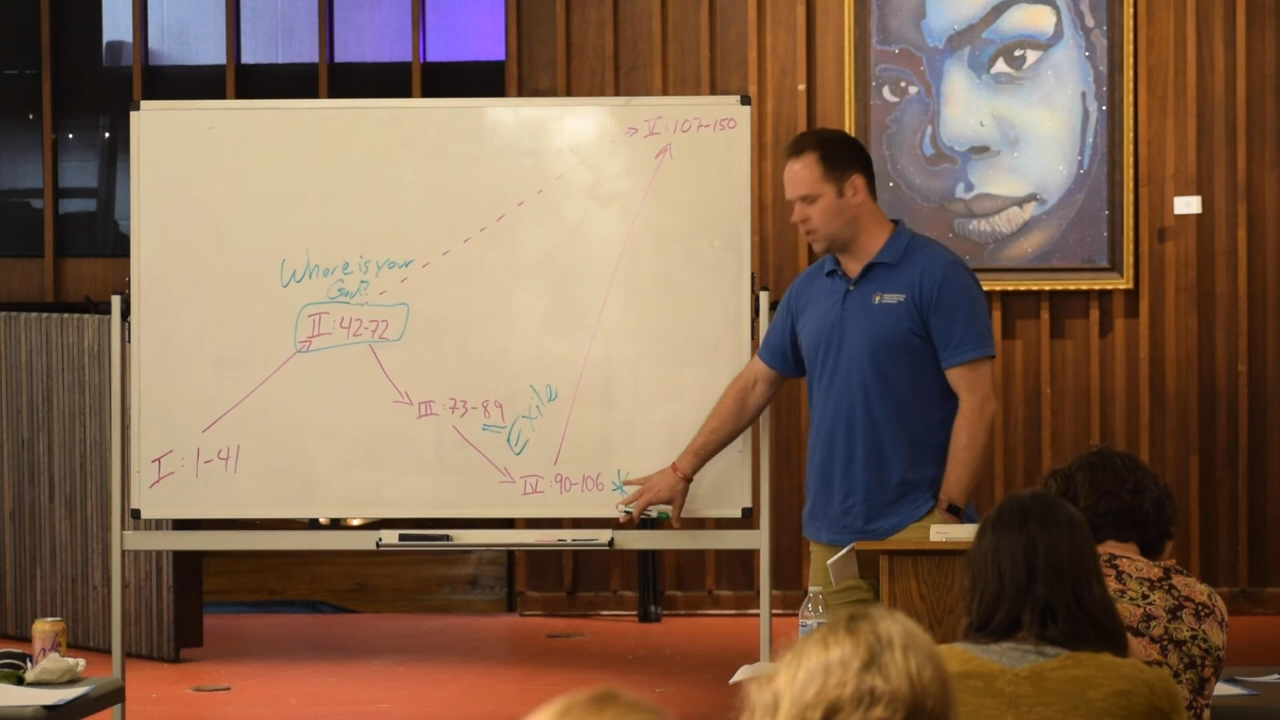 > V: 107-150
Where is your
God?
II: 42-72
III: 73-89
Exile
I: 1-41
IV: 90-106 *